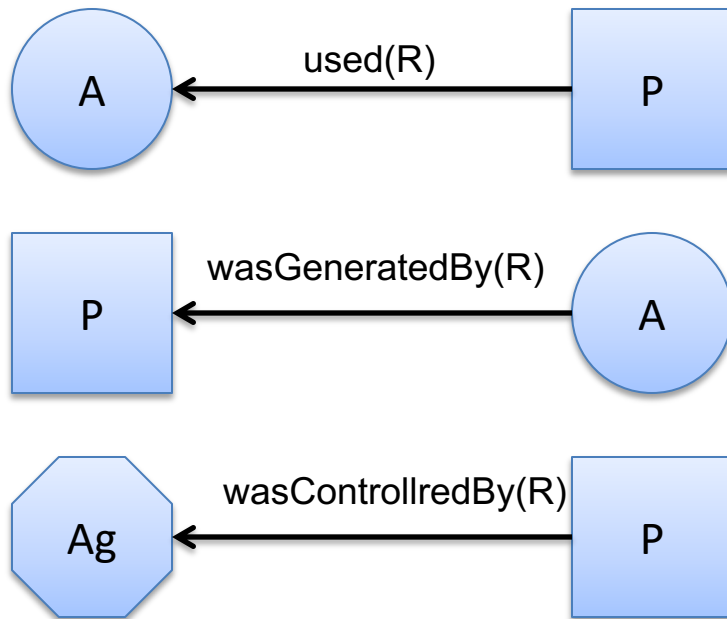 A used(R) P
P wasGeneratedBy(R) A
Ag wasControllredBy(R) P